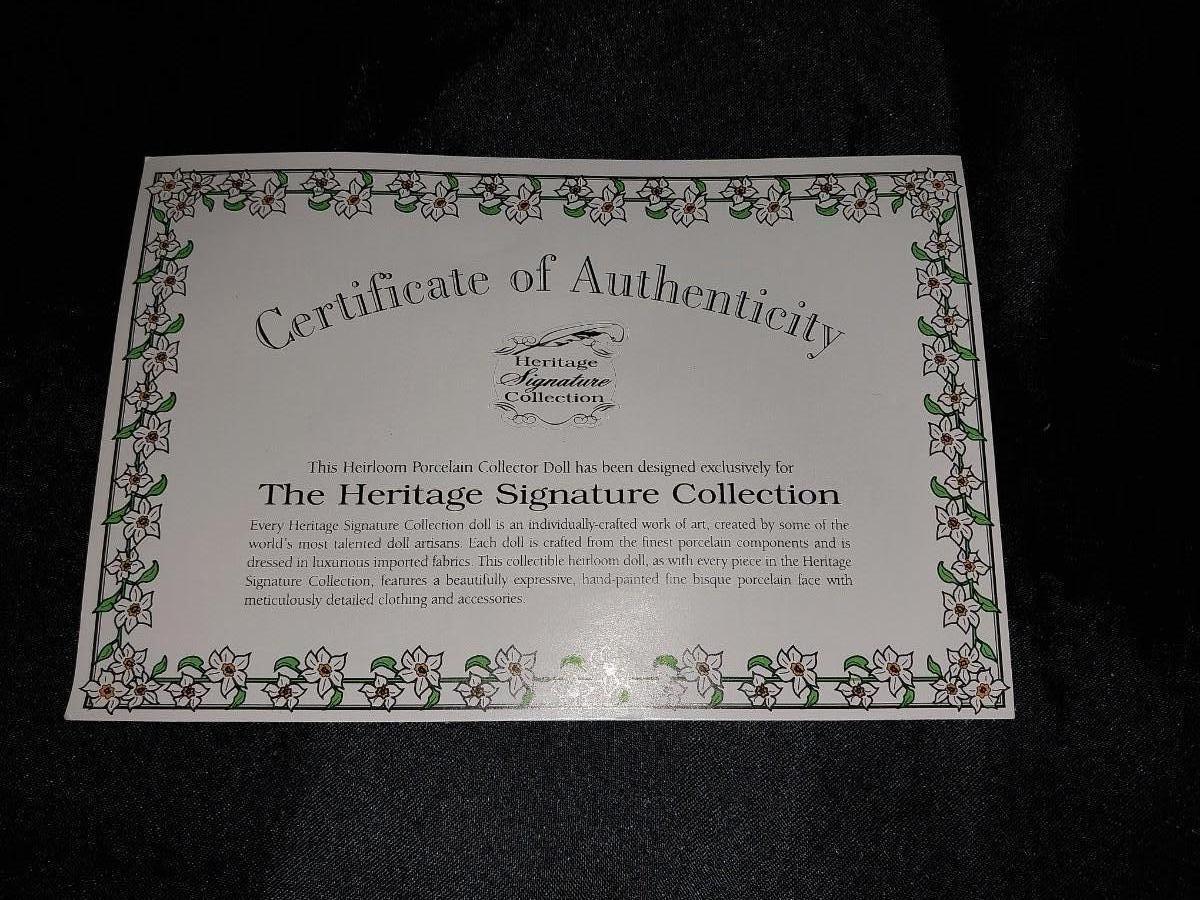 Certificate of Authenticity
Heritage
Signature
Collection
This Heirloom Porcelain Collector Doll has been designed exclusively for
The Heritage Signature Collection
Every Heritage Signature Collection doll is an individually-crafted work of art, created by some of the
world's most talented doll artisans. Each doll is crafted from the finest porcelain components and is
dressed in luxurious imported fabrics. This collectible heirloom doll, as with every piece in the Heritage
Signature Collection, features a beautifully expressive, hand-painted fine bisque porcelain face with
meticulously detailed clothing and accessories.